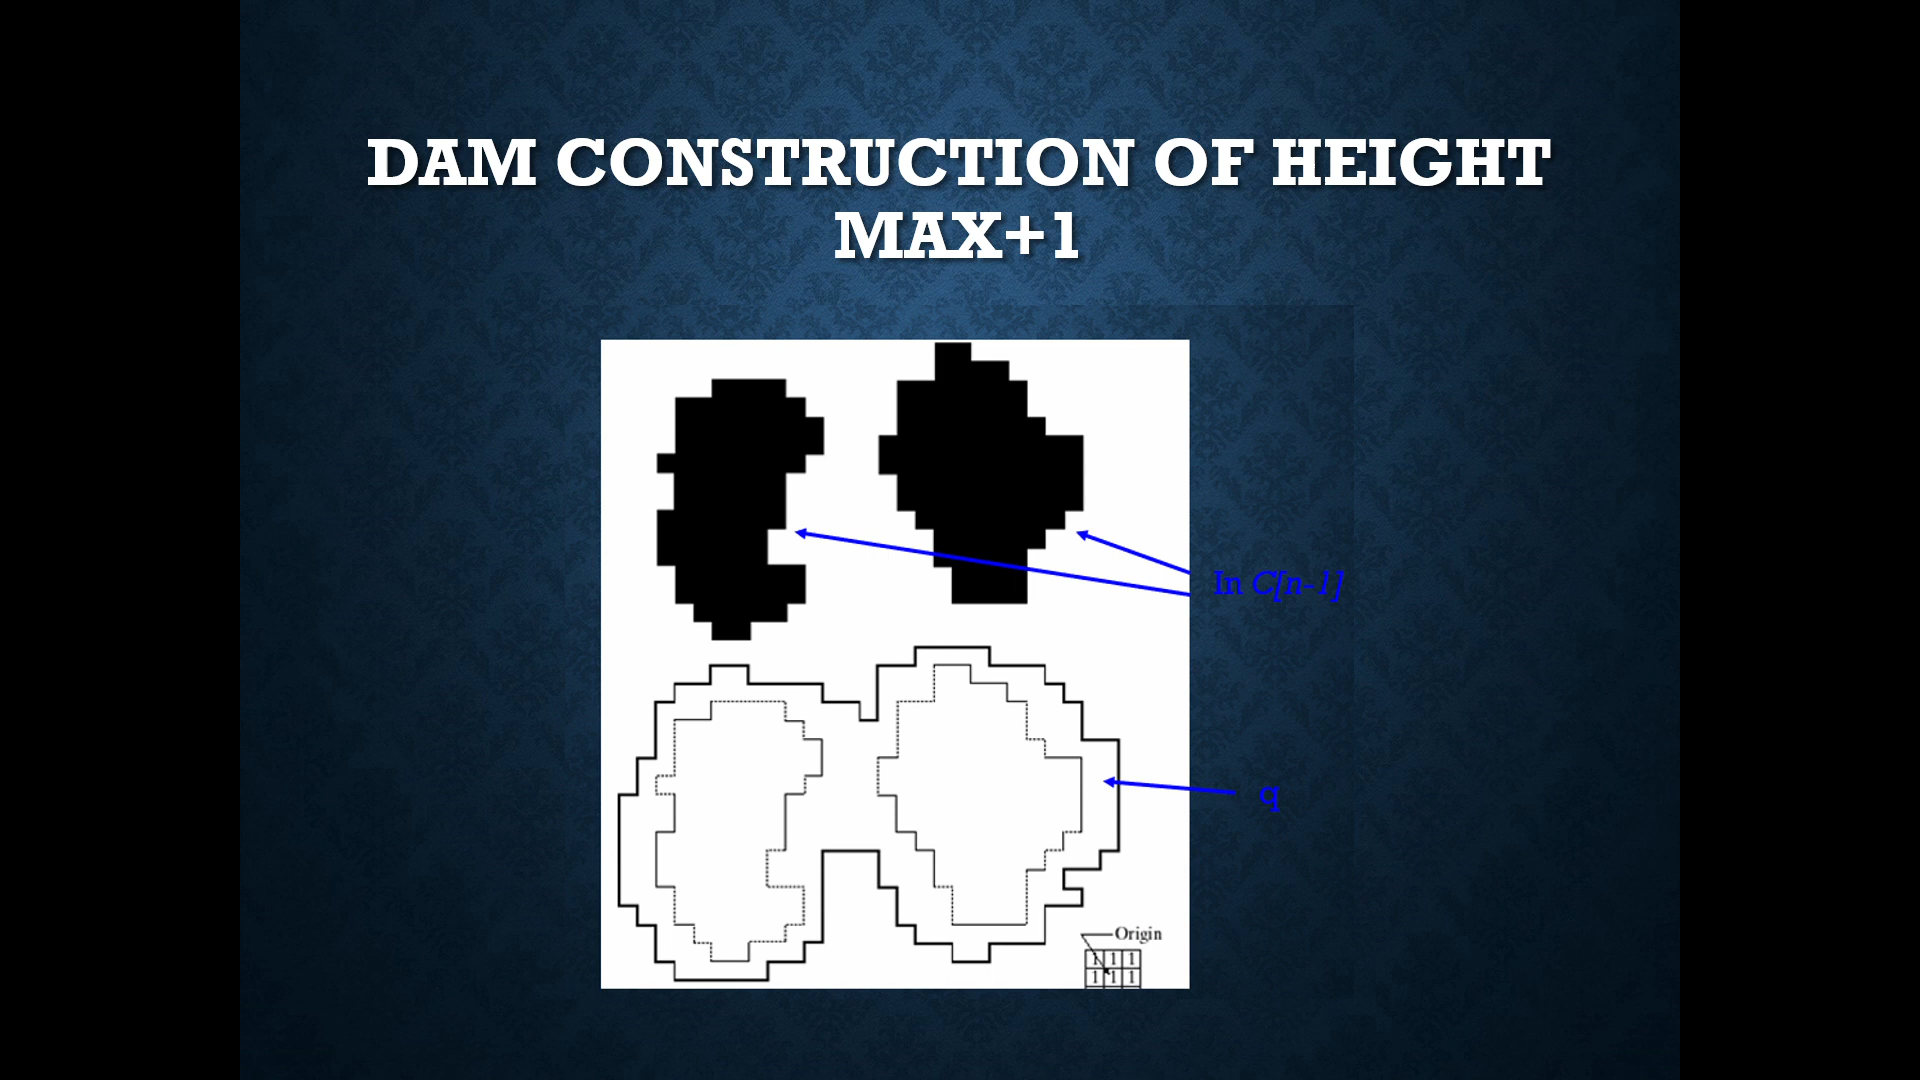 DAM CONSTRUCTION OF HEIGHT
MAX+1
In C[n-1]
q
Origin
1 1 1
1 1 1